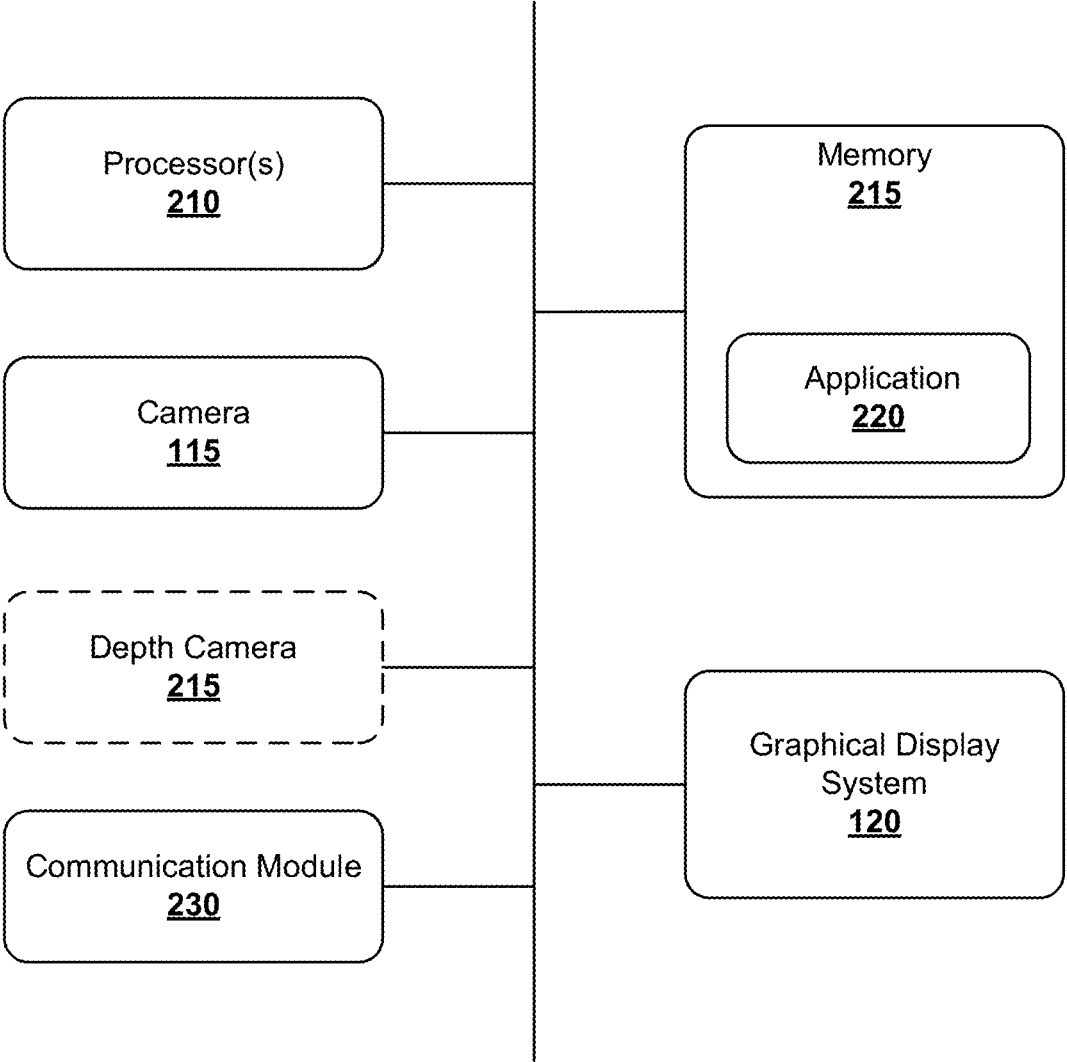 Processor(s)
210
Camera
115
Depth Camera
215
Communication Module
230
Memory
215
Application
220
Graphical Display
System
120